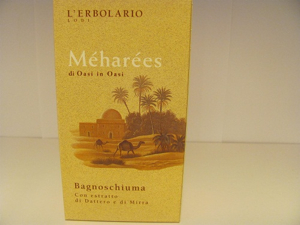 L'ERBOLARIO
LODI
Méharées
di Oasi in Oasi
Bagnoschiuma
Con estratto
di Dattero e di Mirra